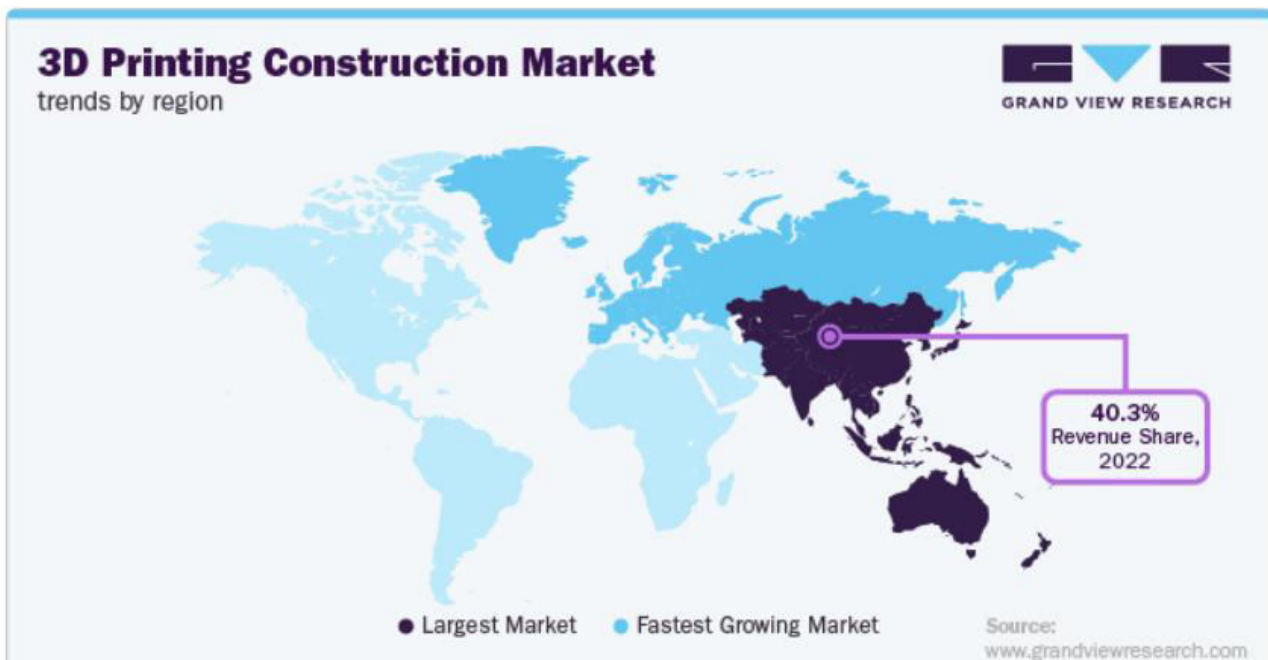 3D Printing Construction Market
trends by region
GRAND VIEW RESEARCH
40.3%
Revenue Share,
2022
Largest Market
Fastest Growing Market
Source:
www.grandviewresearch.com